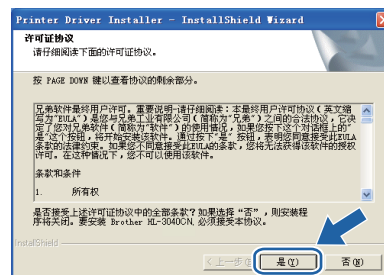 Printer Driver Installer - InstallShield Wizard
许可证协议
请仔细阅读下面的许可证协议。
按 PAGE DOWN 键以查看协议的剩余部分。
兄弟软件最终用户许可。重要说明-请仔细阅读：本最终用户许可协议（英文缩
写为"EULA"）是您与兄弟工业有限公司（简称为"兄弟"）之间的合法协议，它决
定了您对兄弟软件（简称为"软件"）的使用情况，如果您按下这个对话框上的"
是"这个按钮，将开始安装该软件。通过按下"是"，表明您同意接受此EULA
条款的法律约束。如果您不同意接受此EULA的条款，您将无法获得该软件的授权
许可。在这种情况下，您不可以使用该软件。
条款和条件
1. 所有权
是否接受上述许可证协议中的全部条款？如果选择 "否" ，则安装程
序将关闭。要安装 Brother HL-3040CN，必须接受本协议。
InstallShield
< 上一步(B)
是(Y)
否(N)